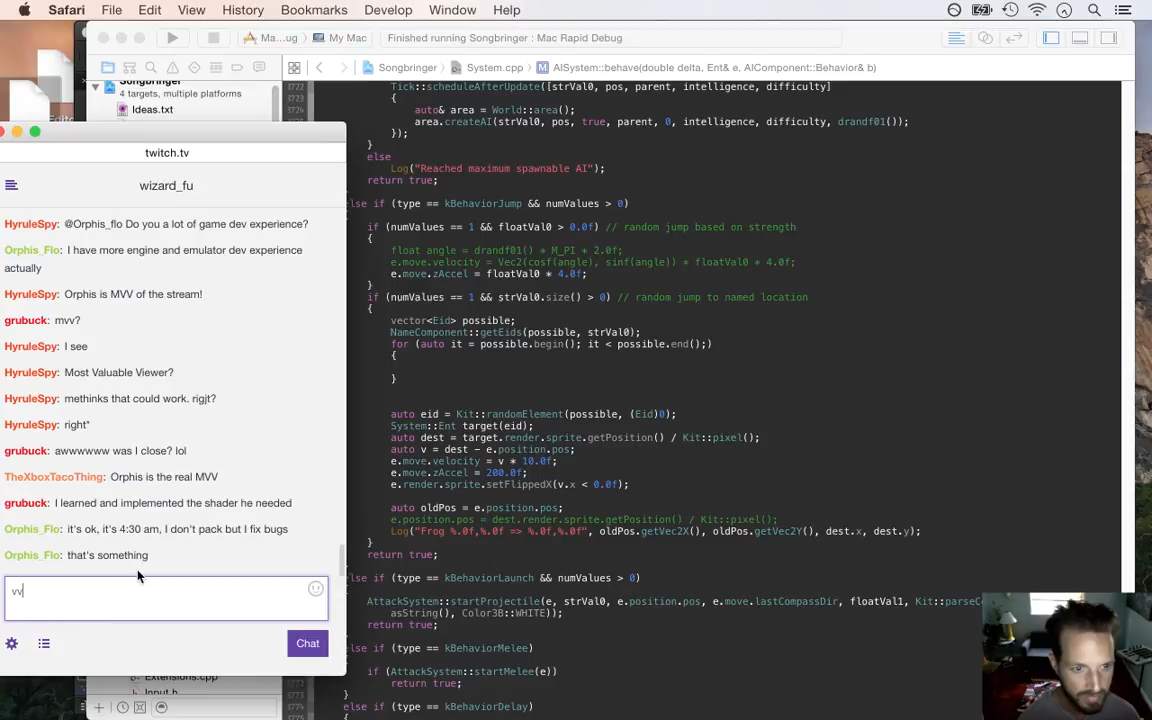 Safari File Edit View History Bookmarks Develop Window Help
Ma...ug My Mac Finished running Songbringer : Mac Rapid Debug
Songbringer System.cpp AISystem::behave(double delta, Ent& e, AIComponent::Behavior& b)
Songbringer
4 targets, multiple platforms
Ideas.txt
twitch.tv
wizard_fu
HyruleSpy: @Orphis_flo Do you a lot of game dev experience?
Orphis_Flo: I have more engine and emulator dev experience
actually
HyruleSpy: Orphis is MVV of the stream!
grubuck: mvv?
HyruleSpy: I see
HyruleSpy: Most Valuable Viewer?
HyruleSpy: methinks that could work. rigjt?
HyruleSpy: right*
grubuck: awwwwww was I close? lol
TheXboxTacoThing: Orphis is the real MVV
grubuck: I learned and implemented the shader he needed
Orphis_Flo: it's ok, it's 4:30 am, I don't pack but I fix bugs
Orphis_Flo: that's something
vv
Chat
Extensions.cpp
Input.h
3722 Tick::scheduleAfterUpdate([strVal0, pos, parent, intelligence, difficulty]
{
3724 auto& area = World::area();
area.createAI(strVal0, pos, true, parent, 0, intelligence, difficulty, drandf01());
});
}
else
Log("Reached maximum spawnable AI");
return true;
lse if (type == kBehaviorJump && numValues > 0)
if (numValues == 1 && floatVal0 > 0.0f) // random jump based on strength
{
float angle = drandf01() * M_PI * 2.0f;
e.move.velocity = Vec2(cosf(angle), sinf(angle)) * floatVal0 * 4.0f;
e.move.zAccel = floatVal0 * 4.0f;
}
if (numValues == 1 && strVal0.size() > 0) // random jump to named location
{
vector<Eid> possible;
NameComponent::getEids(possible, strVal0);
for (auto it = possible.begin(); it < possible.end();)
{
}
auto eid = Kit::randomElement(possible, (Eid)0);
System::Ent target(eid);
auto dest = target.render.sprite.getPosition() / Kit::pixel();
auto v = dest - e.position.pos;
e.move.velocity = v * 10.0f;
e.move.zAccel = 200.0f;
e.render.sprite.setFlippedX(v.x < 0.0f);
auto oldPos = e.position.pos;
e.position.pos = dest.render.sprite.getPosition() / Kit::pixel();
Log("Frog %.0f,%.0f => %.0f,%.0f", oldPos.getVec2X(), oldPos.getVec2Y(), dest.x, dest.y);
}
return true;
lse if (type == kBehaviorLaunch && numValues > 0)
AttackSystem::startProjectile(e, strVal0, e.position.pos, e.move.lastCompassDir, floatVal1, Kit::parseC
asString(), Color3B::WHITE));
return true;
lse if (type == kBehaviorMelee)
if (AttackSystem::startMelee(e))
return true;
3773 }
else if (type == kBehaviorDelay)
3775 {